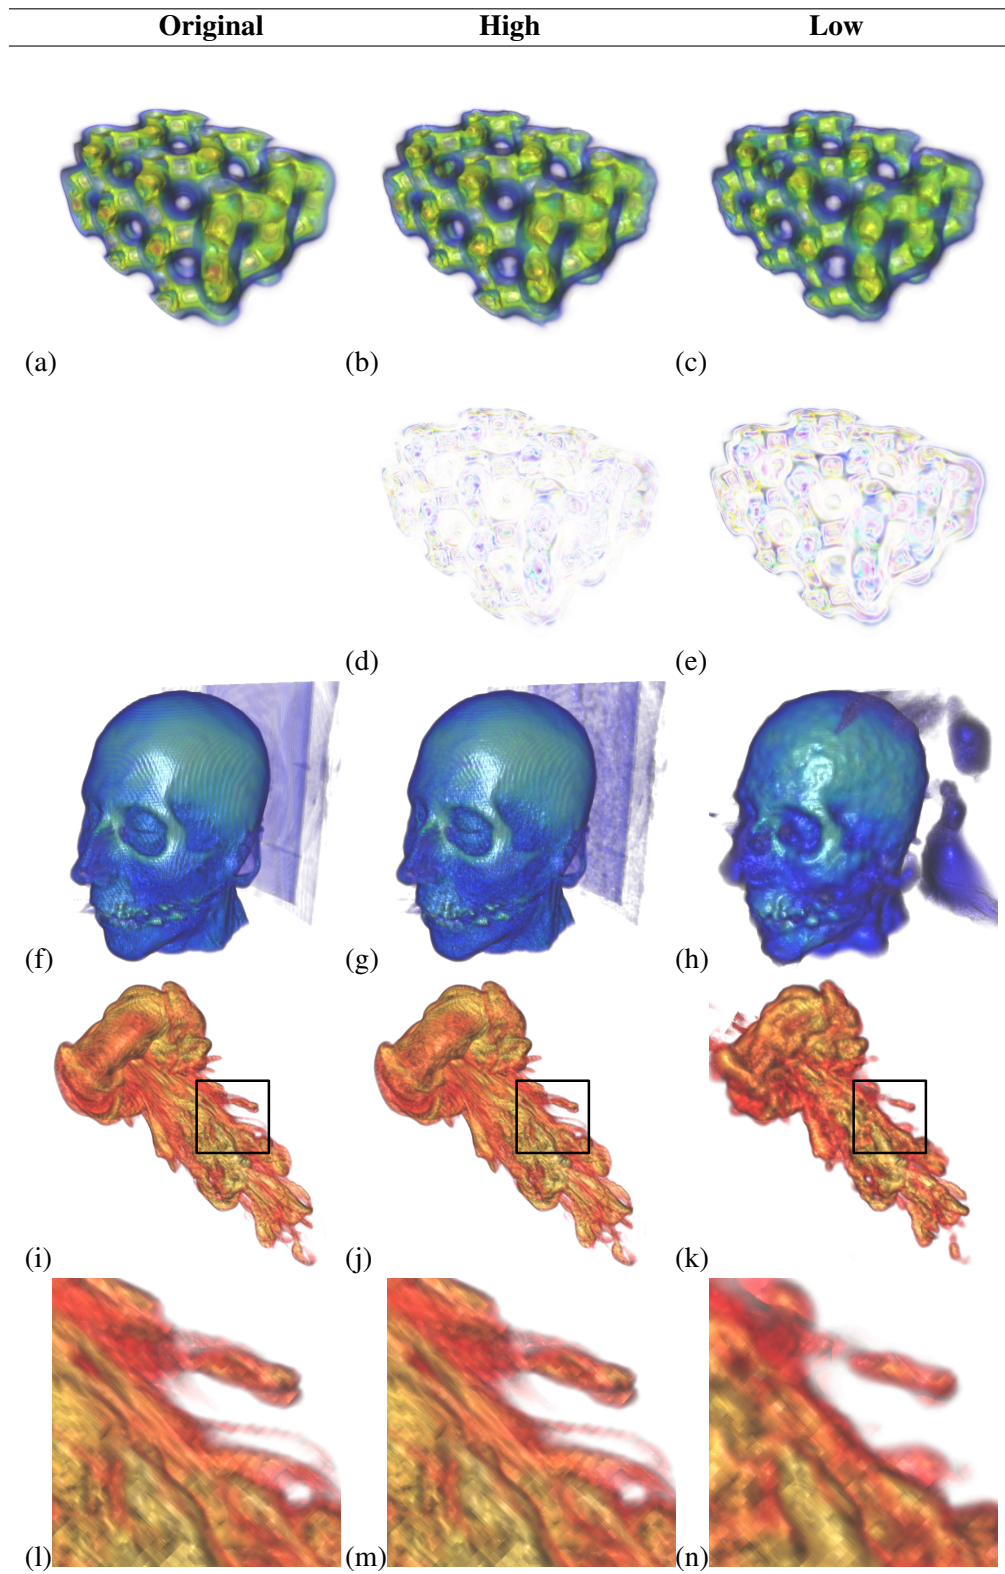 Original High Low
(a) (b) (c)
(d) (e)
(f) (g) (h)
(i) (j) (k)
(l) (m) (n)